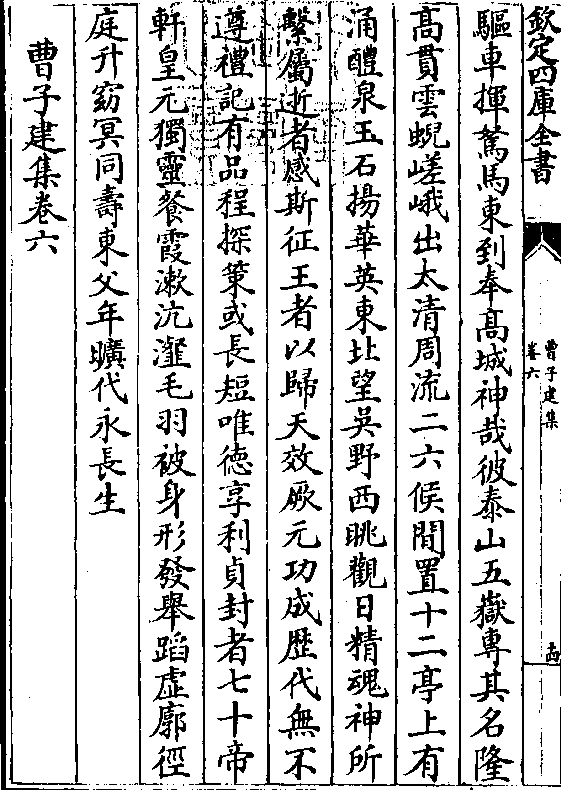 欽定四庫全書
曹子建集
卷六
驅車揮駑馬東到奉髙城神哉彼泰山五嶽專其名隆
髙貫雲蜺嵯峨出太清周流二六候間置十二亭上有
涌醴泉玉石揚華英東北望吳野西眺觀日精魂神所
繫屬逝者感斯征王者以歸天效厥元功成歴代無不
遵禮記有品程探策或長短唯德享利貞封者七十帝
軒皇元獨靈餐霞漱沆瀣毛羽被身形發舉蹈虛廓徑
庭升窈冥同壽東父年曠代永長生
曹子建集卷六